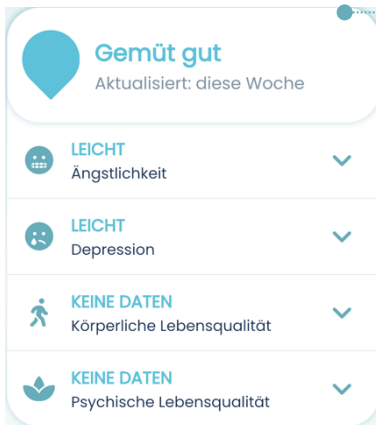 Gemüt gut
Aktualisiert: diese Woche
LEICHT
Ängstlichkeit
LEICHT
Depression
KEINE DATEN
Körperliche Lebensqualität
KEINE DATEN
Psychische Lebensqualität